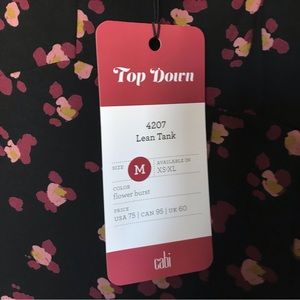 Top Down
4207
Lean Tank
SIZE M AVAILABLE IN
XS-XL
COLOR
flower burst
PRICE
USA 75 | CAN 95 | UK 60
cabi